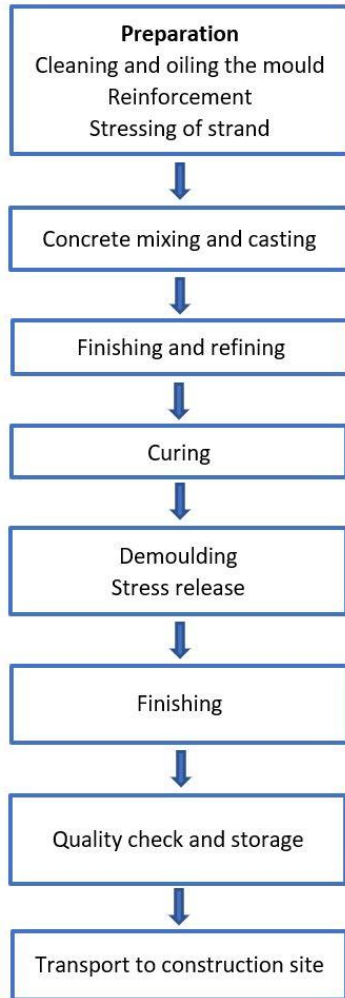 Preparation
Cleaning and oiling the mould
Reinforcement
Stressing of strand
Concrete mixing and casting
Finishing and refining
Curing
Demoulding
Stress release
Finishing
Quality check and storage
Transport to construction site